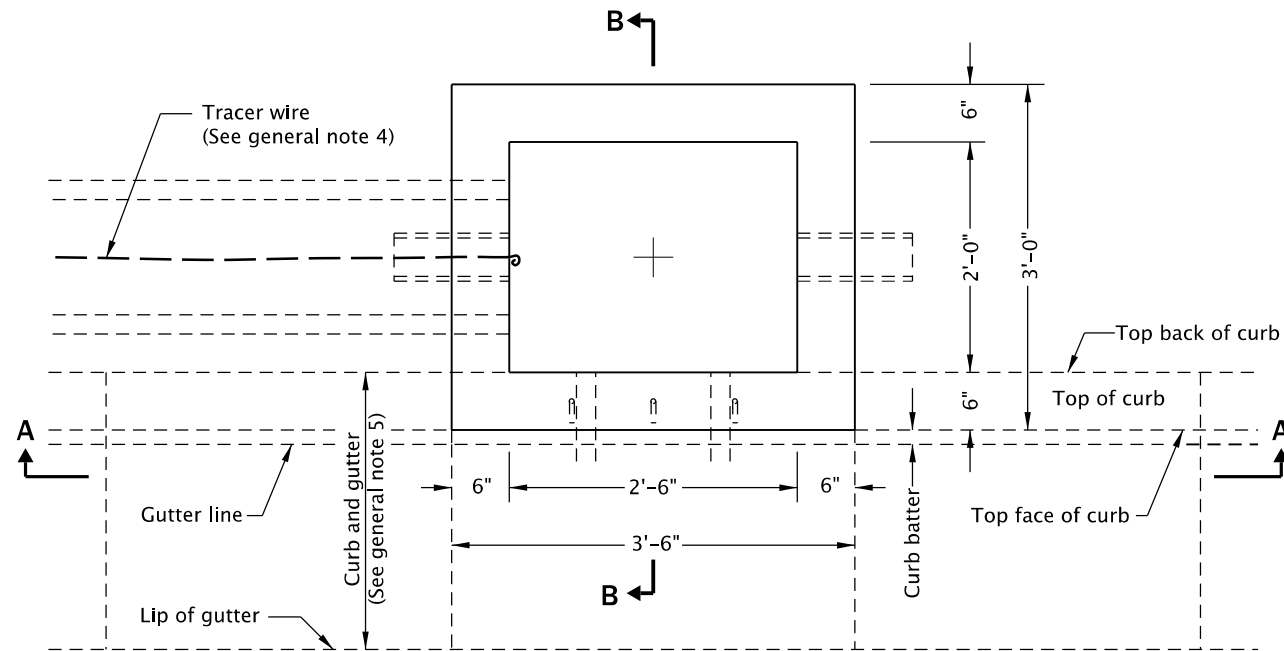 B
Tracer wire
(See general note 4)
6"
2'-0"
3'-0"
Top back of curb
6"
Top of curb
A
A
Curb and gutter
(See general note 5)
6"
2'-6"
6"
Gutter line
Curb batter
Top face of curb
3'-6"
B
Lip of gutter